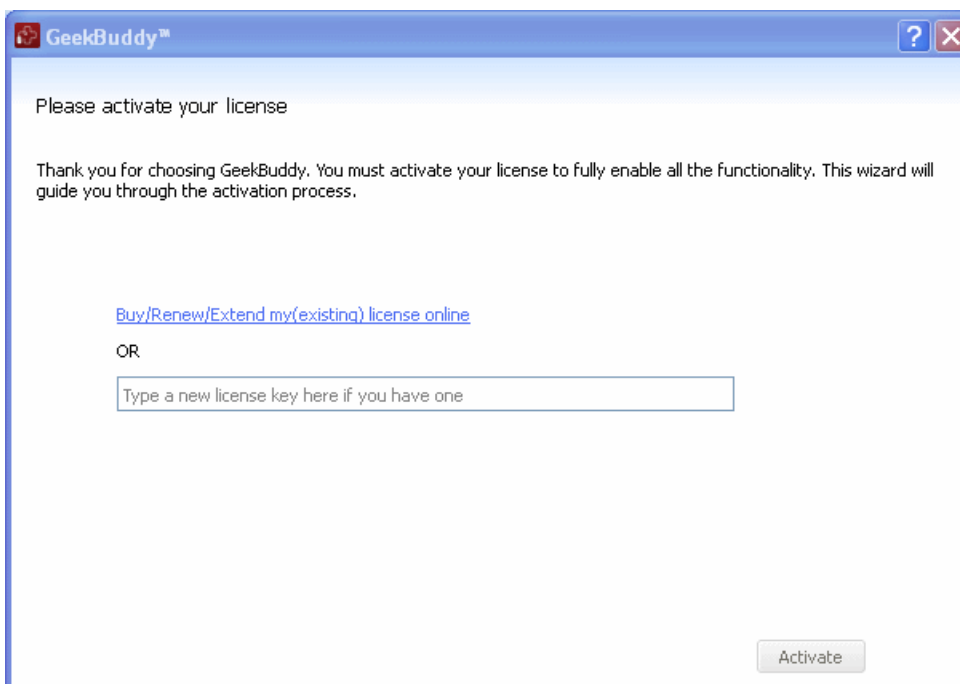 GeekBuddy™
Please activate your license
Thank you for choosing GeekBuddy. You must activate your license to fully enable all the functionality. This wizard will
guide you through the activation process.
Buy/Renew/Extend my(existing) license online
OR
Type a new license key here if you have one
Activate